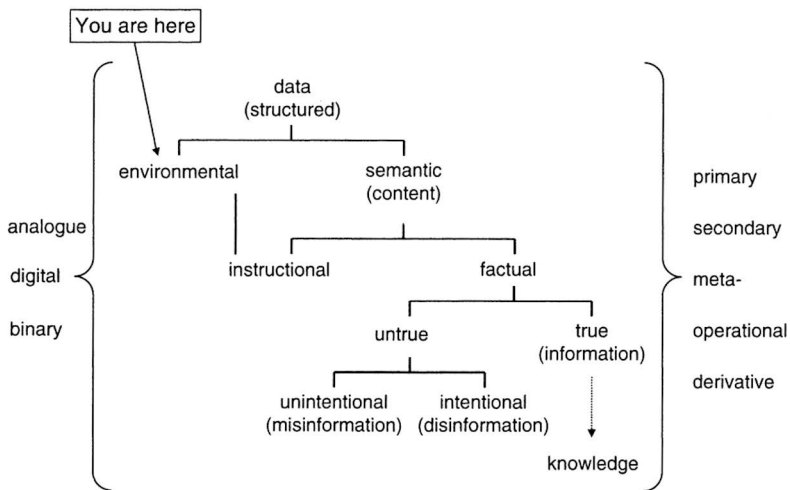 You are here
data
(structured)
environmental
semantic
(content)
instructional
factual
untrue
true
(information)
unintentional
(misinformation)
intentional
(disinformation)
knowledge
analogue
digital
binary
primary
secondary
meta-
operational
derivative